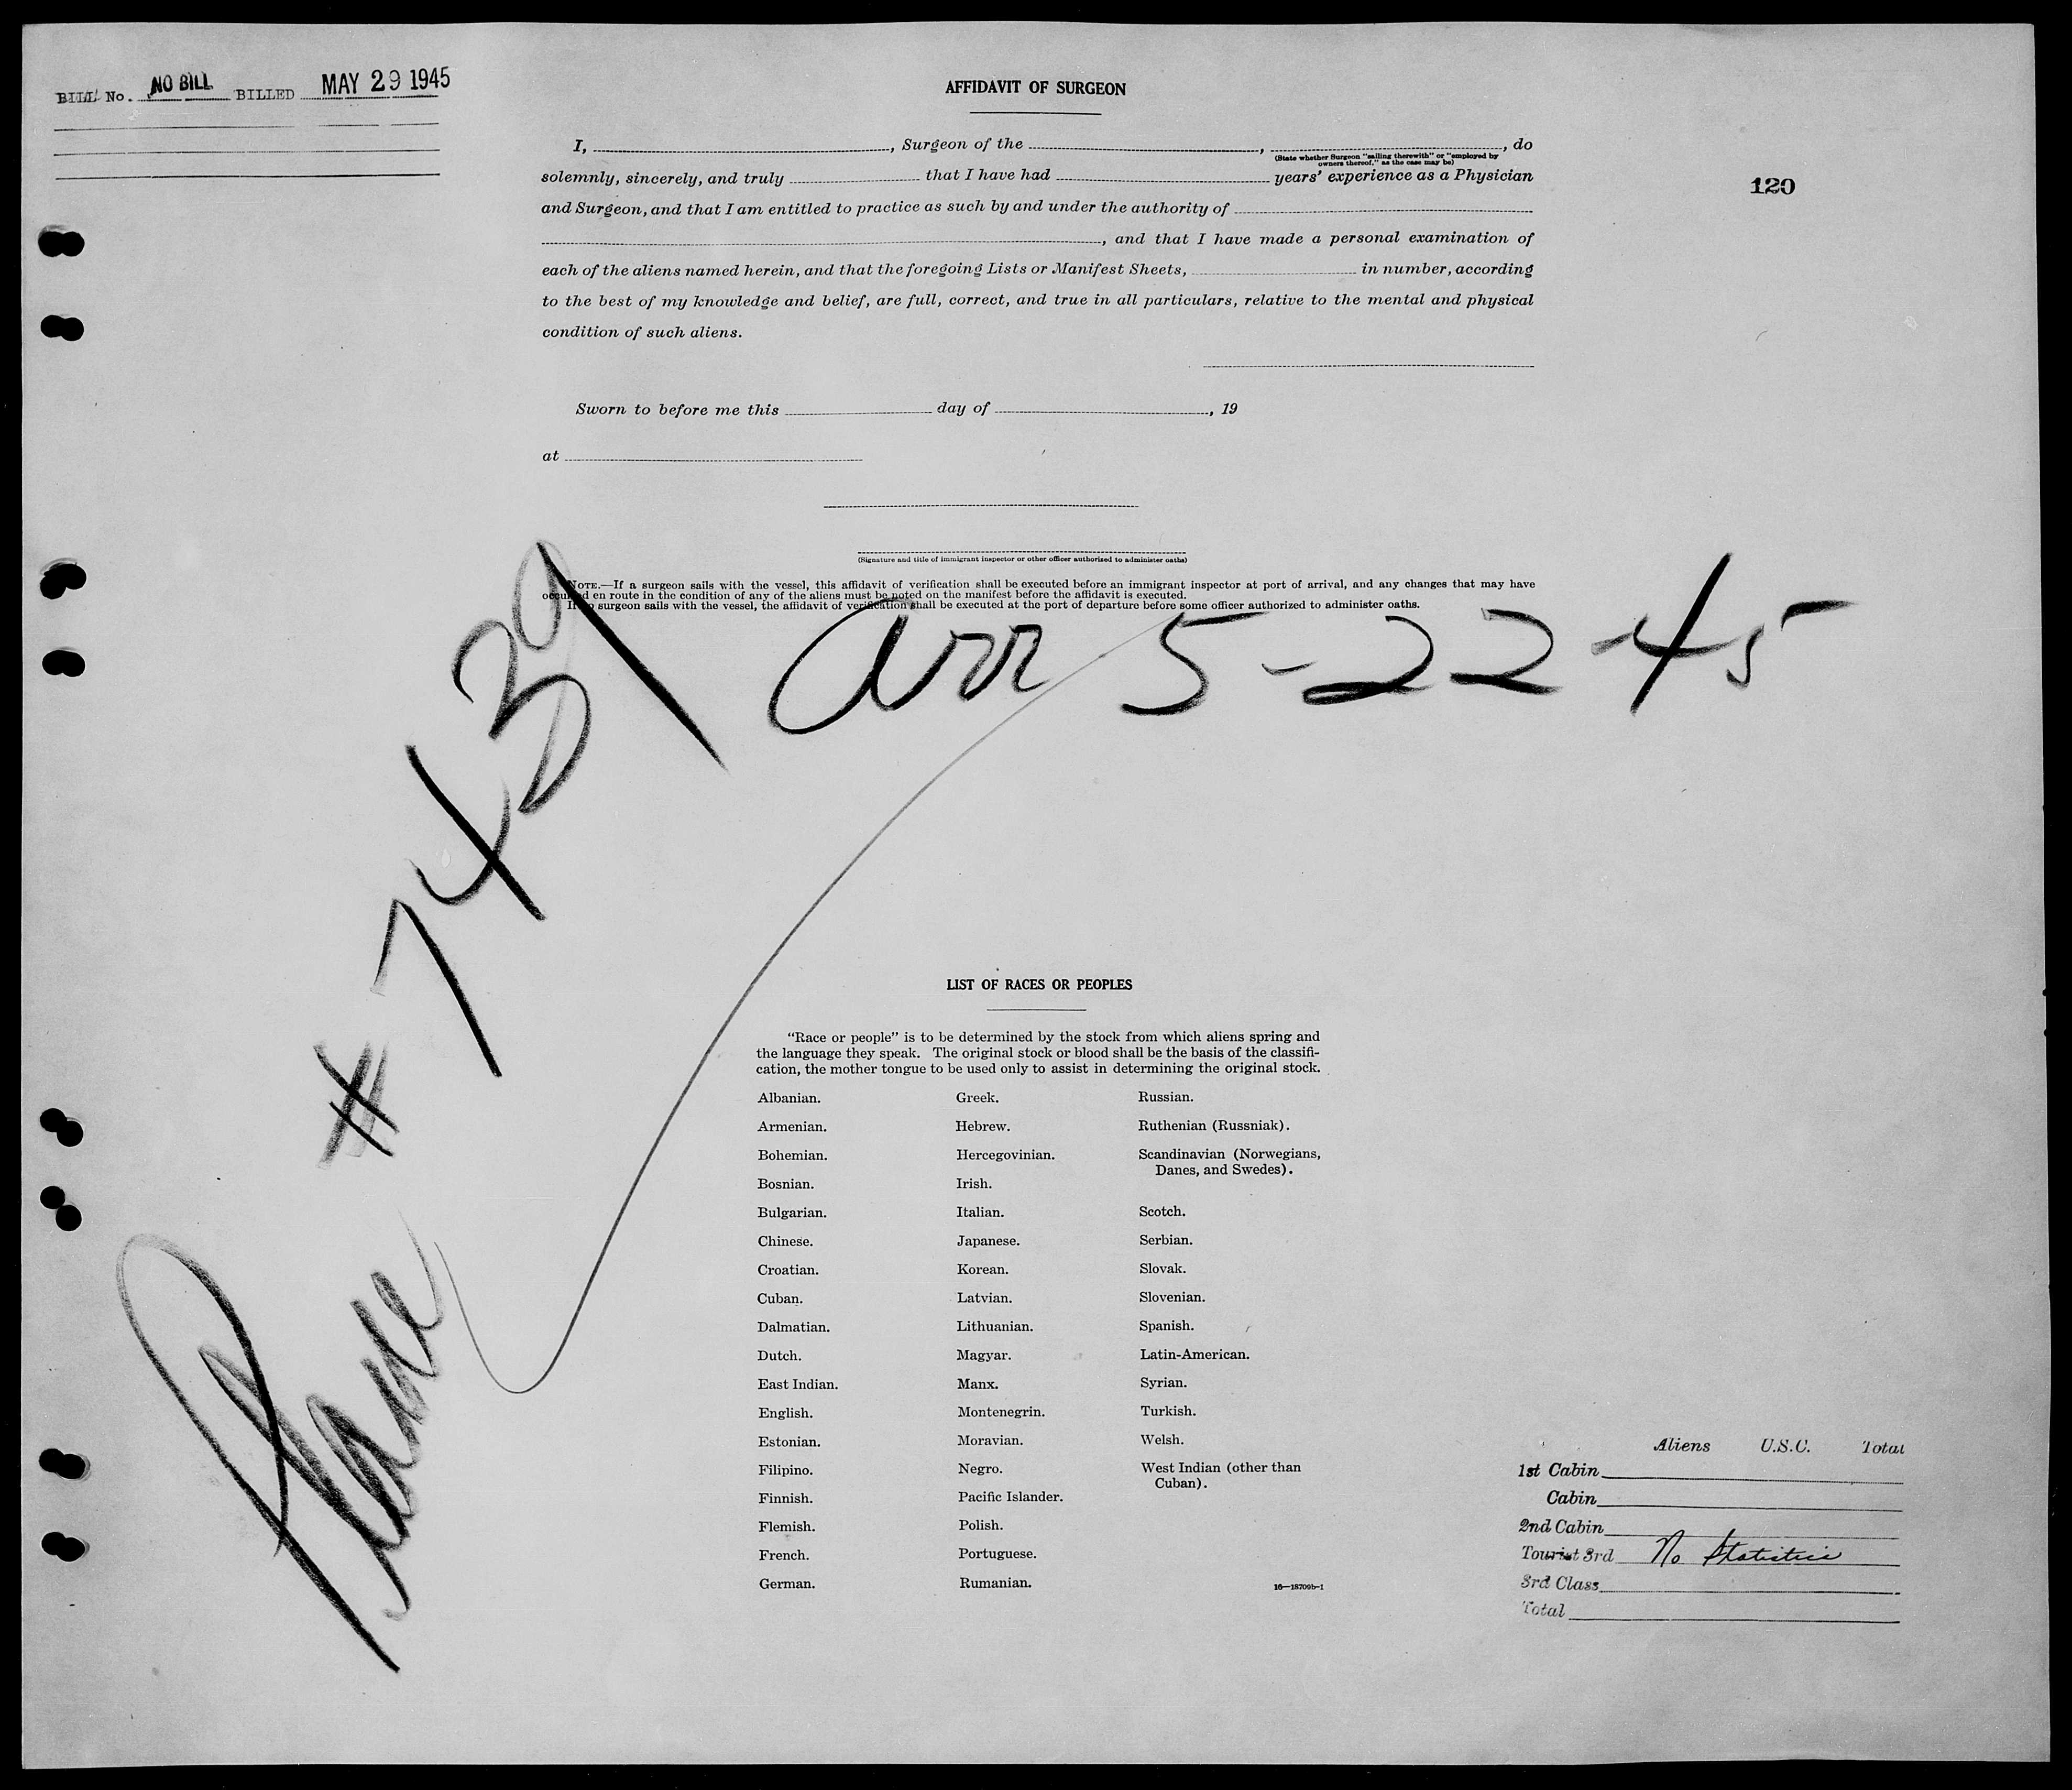 BILL No. NO BILL BILLED MAY 29 1945
AFFIDAVIT OF SURGEON
120
I, , Surgeon of the , , do
(State whether Surgeon "sailing therewith" or "employed by
owners thereof," as the case may be)
solemnly, sincerely, and truly that I have had years' experience as a Physician
and Surgeon, and that I am entitled to practice as such by and under the authority of
, and that I have made a personal examination of
each of the aliens named herein, and that the foregoing Lists or Manifest Sheets, in number, according
to the best of my knowledge and belief, are full, correct, and true in all particulars, relative to the mental and physical
condition of such aliens.
Sworn to before me this day of , 19
at
(Signature and title of immigrant inspector or other officer authorized to administer oaths)
NOTE.—If a surgeon sails with the vessel, this affidavit of verification shall be executed before an immigrant inspector at port of arrival, and any changes that may have
occurred en route in the condition of any of the aliens must be noted on the manifest before the affidavit is executed.
If no surgeon sails with the vessel, the affidavit of verification shall be executed at the port of departure before some officer authorized to administer oaths.
Plane # 7439
arr 5-22-45
LIST OF RACES OR PEOPLES
"Race or people" is to be determined by the stock from which aliens spring and
the language they speak. The original stock or blood shall be the basis of the classifi-
cation, the mother tongue to be used only to assist in determining the original stock.
Albanian. Greek. Russian.
Armenian. Hebrew. Ruthenian (Russniak).
Bohemian. Hercegovinian. Scandinavian (Norwegians,
Danes, and Swedes).
Bosnian. Irish.
Bulgarian. Italian. Scotch.
Chinese. Japanese. Serbian.
Croatian. Korean. Slovak.
Cuban. Latvian. Slovenian.
Dalmatian. Lithuanian. Spanish.
Dutch. Magyar. Latin-American.
East Indian. Manx. Syrian.
English. Montenegrin. Turkish.
Estonian. Moravian. Welsh.
Filipino. Negro. West Indian (other than
Cuban).
Finnish. Pacific Islander.
Flemish. Polish.
French. Portuguese.
German. Rumanian.
16—18709b-1
Aliens U.S.C. Total
1st Cabin
Cabin
2nd Cabin
Tourist 3rd No Statistics
3rd Class
Total